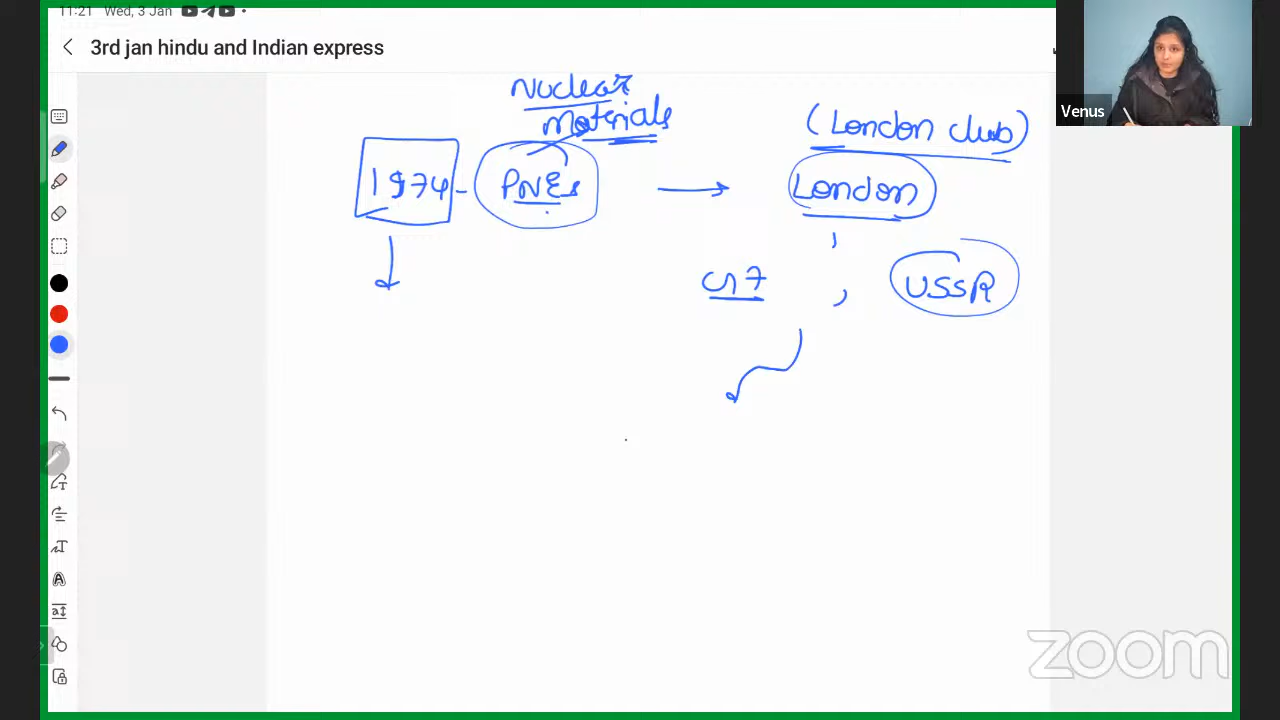 11:21 Wed, 3 Jan
3rd jan hindu and Indian express
Venus
Nuclear
Materials
(London club)
1974 - PNEs → London
G7 , USSR
zoom